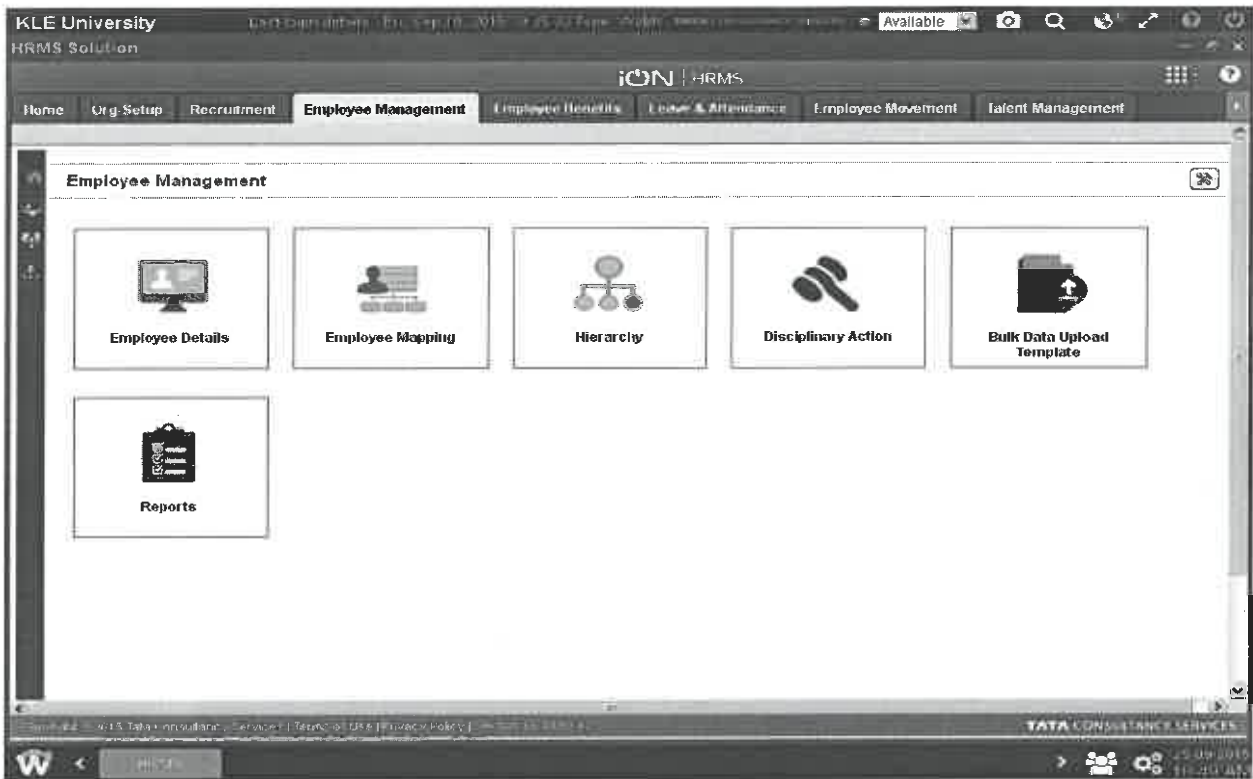 KLE University
Available
HRMS Solution
iON | HRMS
Home Org-Setup Recruitment Employee Management Employee Benefits Leave & Attendance Employee Movement Talent Management
Employee Management
Employee Details Employee Mapping Hierarchy Disciplinary Action Bulk Data Upload Template
Reports
Tata Consultancy Services | Terms of Use | Privacy Policy |
TATA CONSULTANCY SERVICES
HRMS